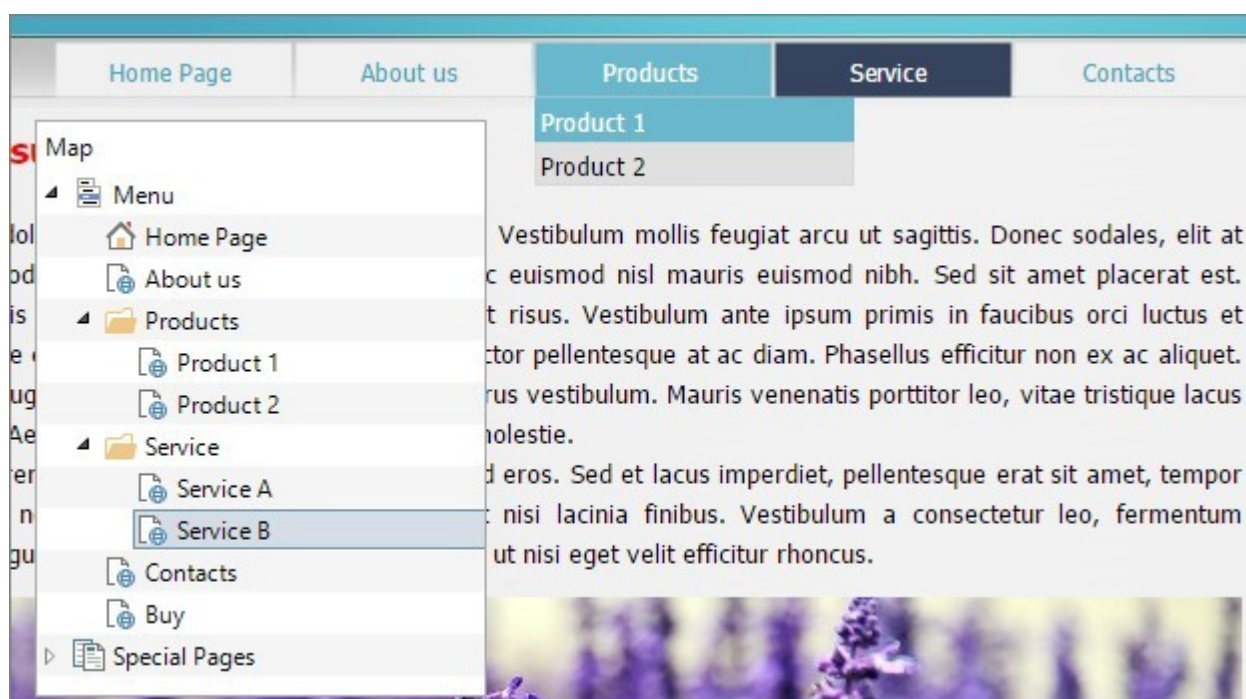 Home Page About us Products Service Contacts
Product 1
Product 2
Map
Menu
Home Page
About us
Products
Product 1
Product 2
Service
Service A
Service B
Contacts
Buy
Special Pages
Vestibulum mollis feugiat arcu ut sagittis. Donec sodales, elit at
euismod nisl mauris euismod nibh. Sed sit amet placerat est.
risus. Vestibulum ante ipsum primis in faucibus orci luctus et
pellentesque at ac diam. Phasellus efficitur non ex ac aliquet.
vestibulum. Mauris venenatis porttitor leo, vitae tristique lacus
eros. Sed et lacus imperdiet, pellentesque erat sit amet, tempor
nisi lacinia finibus. Vestibulum a consectetur leo, fermentum
ut nisi eget velit efficitur rhoncus.